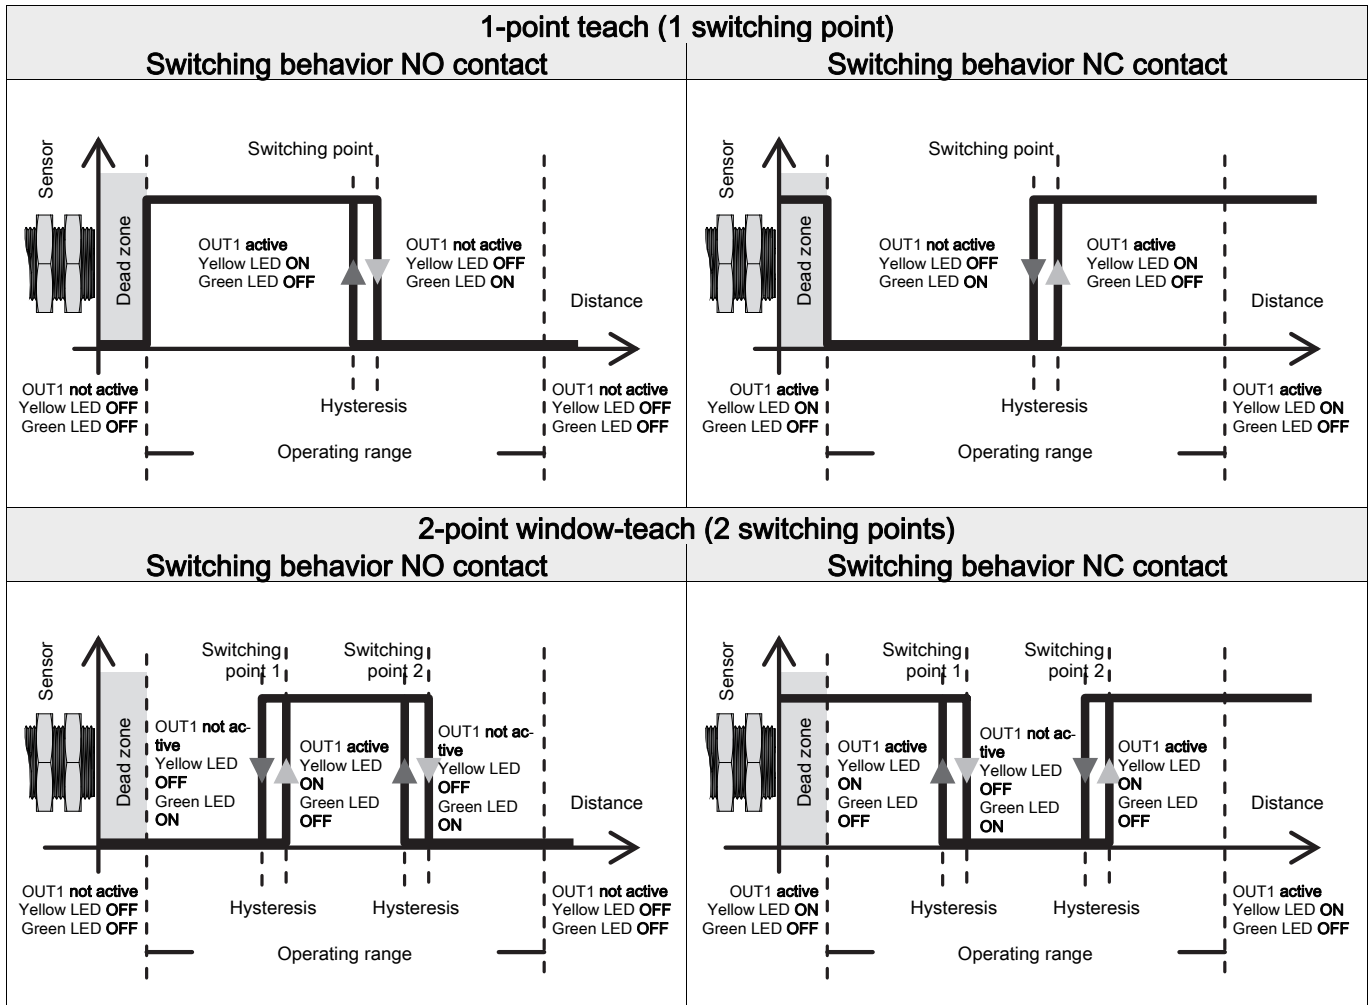 1-point teach (1 switching point)
Switching behavior NO contact
Switching behavior NC contact
Sensor
Switching point
Dead zone
OUT1 active
Yellow LED ON
Green LED OFF
OUT1 not active
Yellow LED OFF
Green LED ON
Distance
OUT1 not active
Yellow LED OFF
Green LED OFF
Hysteresis
OUT1 not active
Yellow LED OFF
Green LED OFF
Operating range
Sensor
Switching point
Dead zone
OUT1 not active
Yellow LED OFF
Green LED ON
OUT1 active
Yellow LED ON
Green LED OFF
Distance
OUT1 active
Yellow LED ON
Green LED OFF
Hysteresis
OUT1 active
Yellow LED ON
Green LED OFF
Operating range
2-point window-teach (2 switching points)
Switching behavior NO contact
Switching behavior NC contact
Sensor
Switching
point 1
Switching
point 2
Dead zone
OUT1 not ac-
tive
Yellow LED
OFF
Green LED
ON
OUT1 active
Yellow LED
ON
Green LED
OFF
OUT1 not ac-
tive
Yellow LED
OFF
Green LED
ON
Distance
OUT1 not active
Yellow LED OFF
Green LED OFF
Hysteresis
Hysteresis
OUT1 not active
Yellow LED OFF
Green LED OFF
Operating range
Sensor
Switching
point 1
Switching
point 2
Dead zone
OUT1 active
Yellow LED
ON
Green LED
OFF
OUT1 not ac-
tive
Yellow LED
OFF
Green LED
ON
OUT1 active
Yellow LED
ON
Green LED
OFF
Distance
OUT1 active
Yellow LED ON
Green LED OFF
Hysteresis
Hysteresis
OUT1 active
Yellow LED ON
Green LED OFF
Operating range